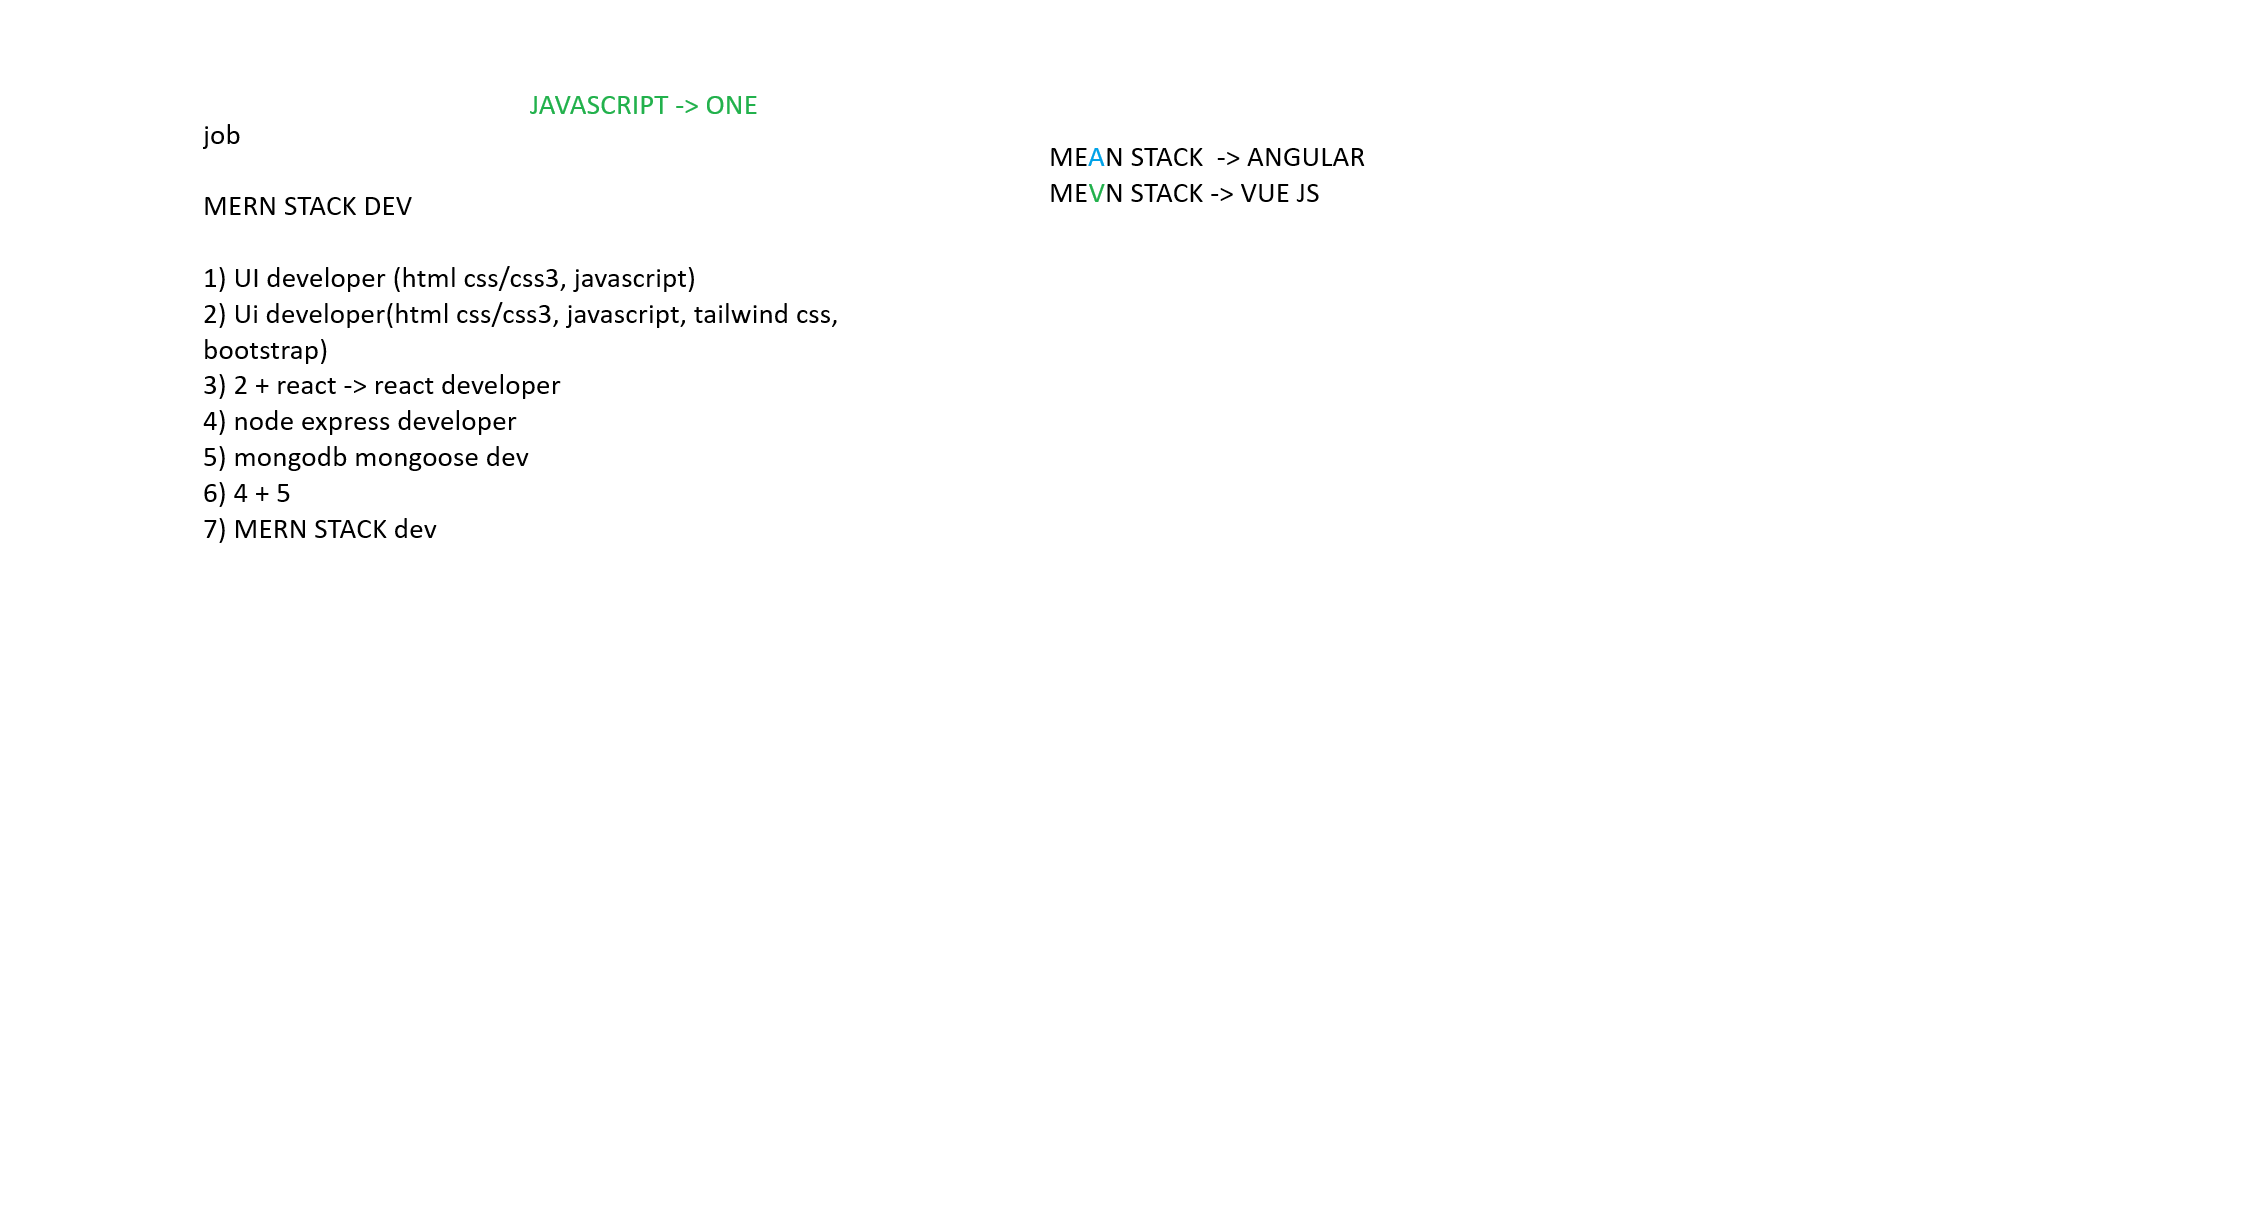 JAVASCRIPT -> ONE
job
MERN STACK DEV
1) UI developer (html css/css3, javascript)
2) Ui developer(html css/css3, javascript, tailwind css,
bootstrap)
3) 2 + react -> react developer
4) node express developer
5) mongodb mongoose dev
6) 4 + 5
7) MERN STACK dev
MEAN STACK  -> ANGULAR
MEVN STACK -> VUE JS